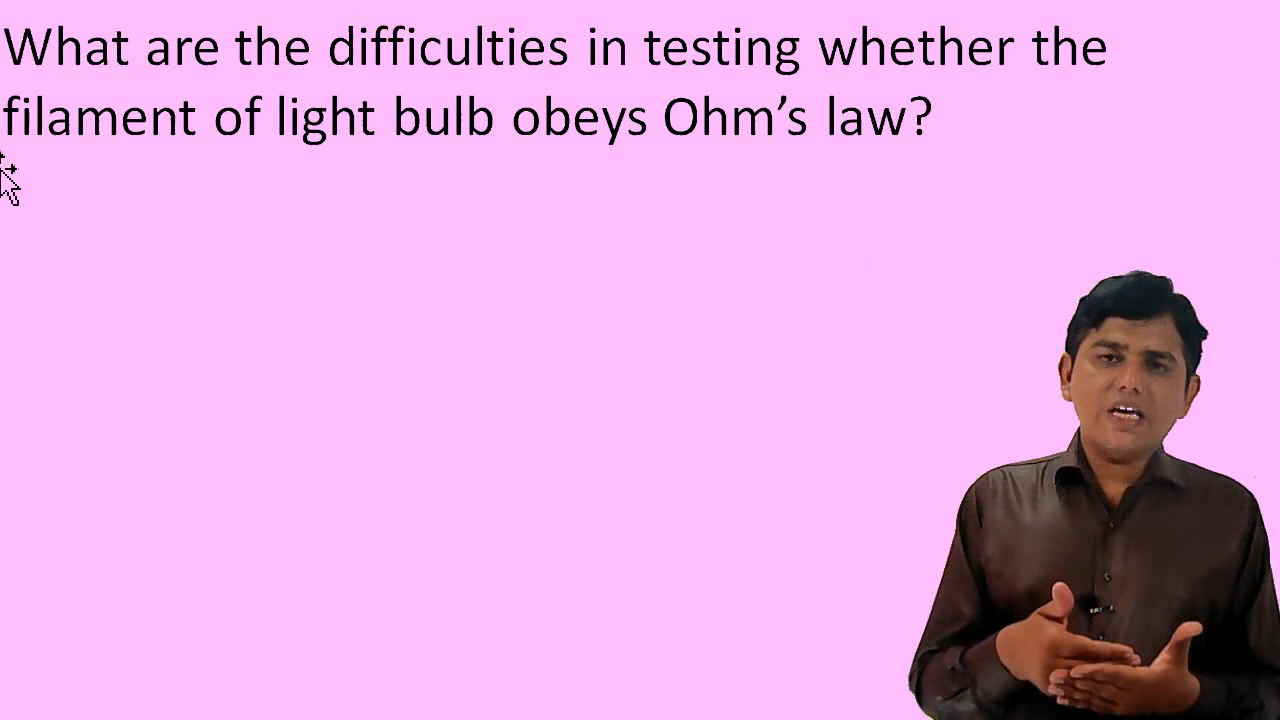 What are the difficulties in testing whether the
filament of light bulb obeys Ohm’s law?